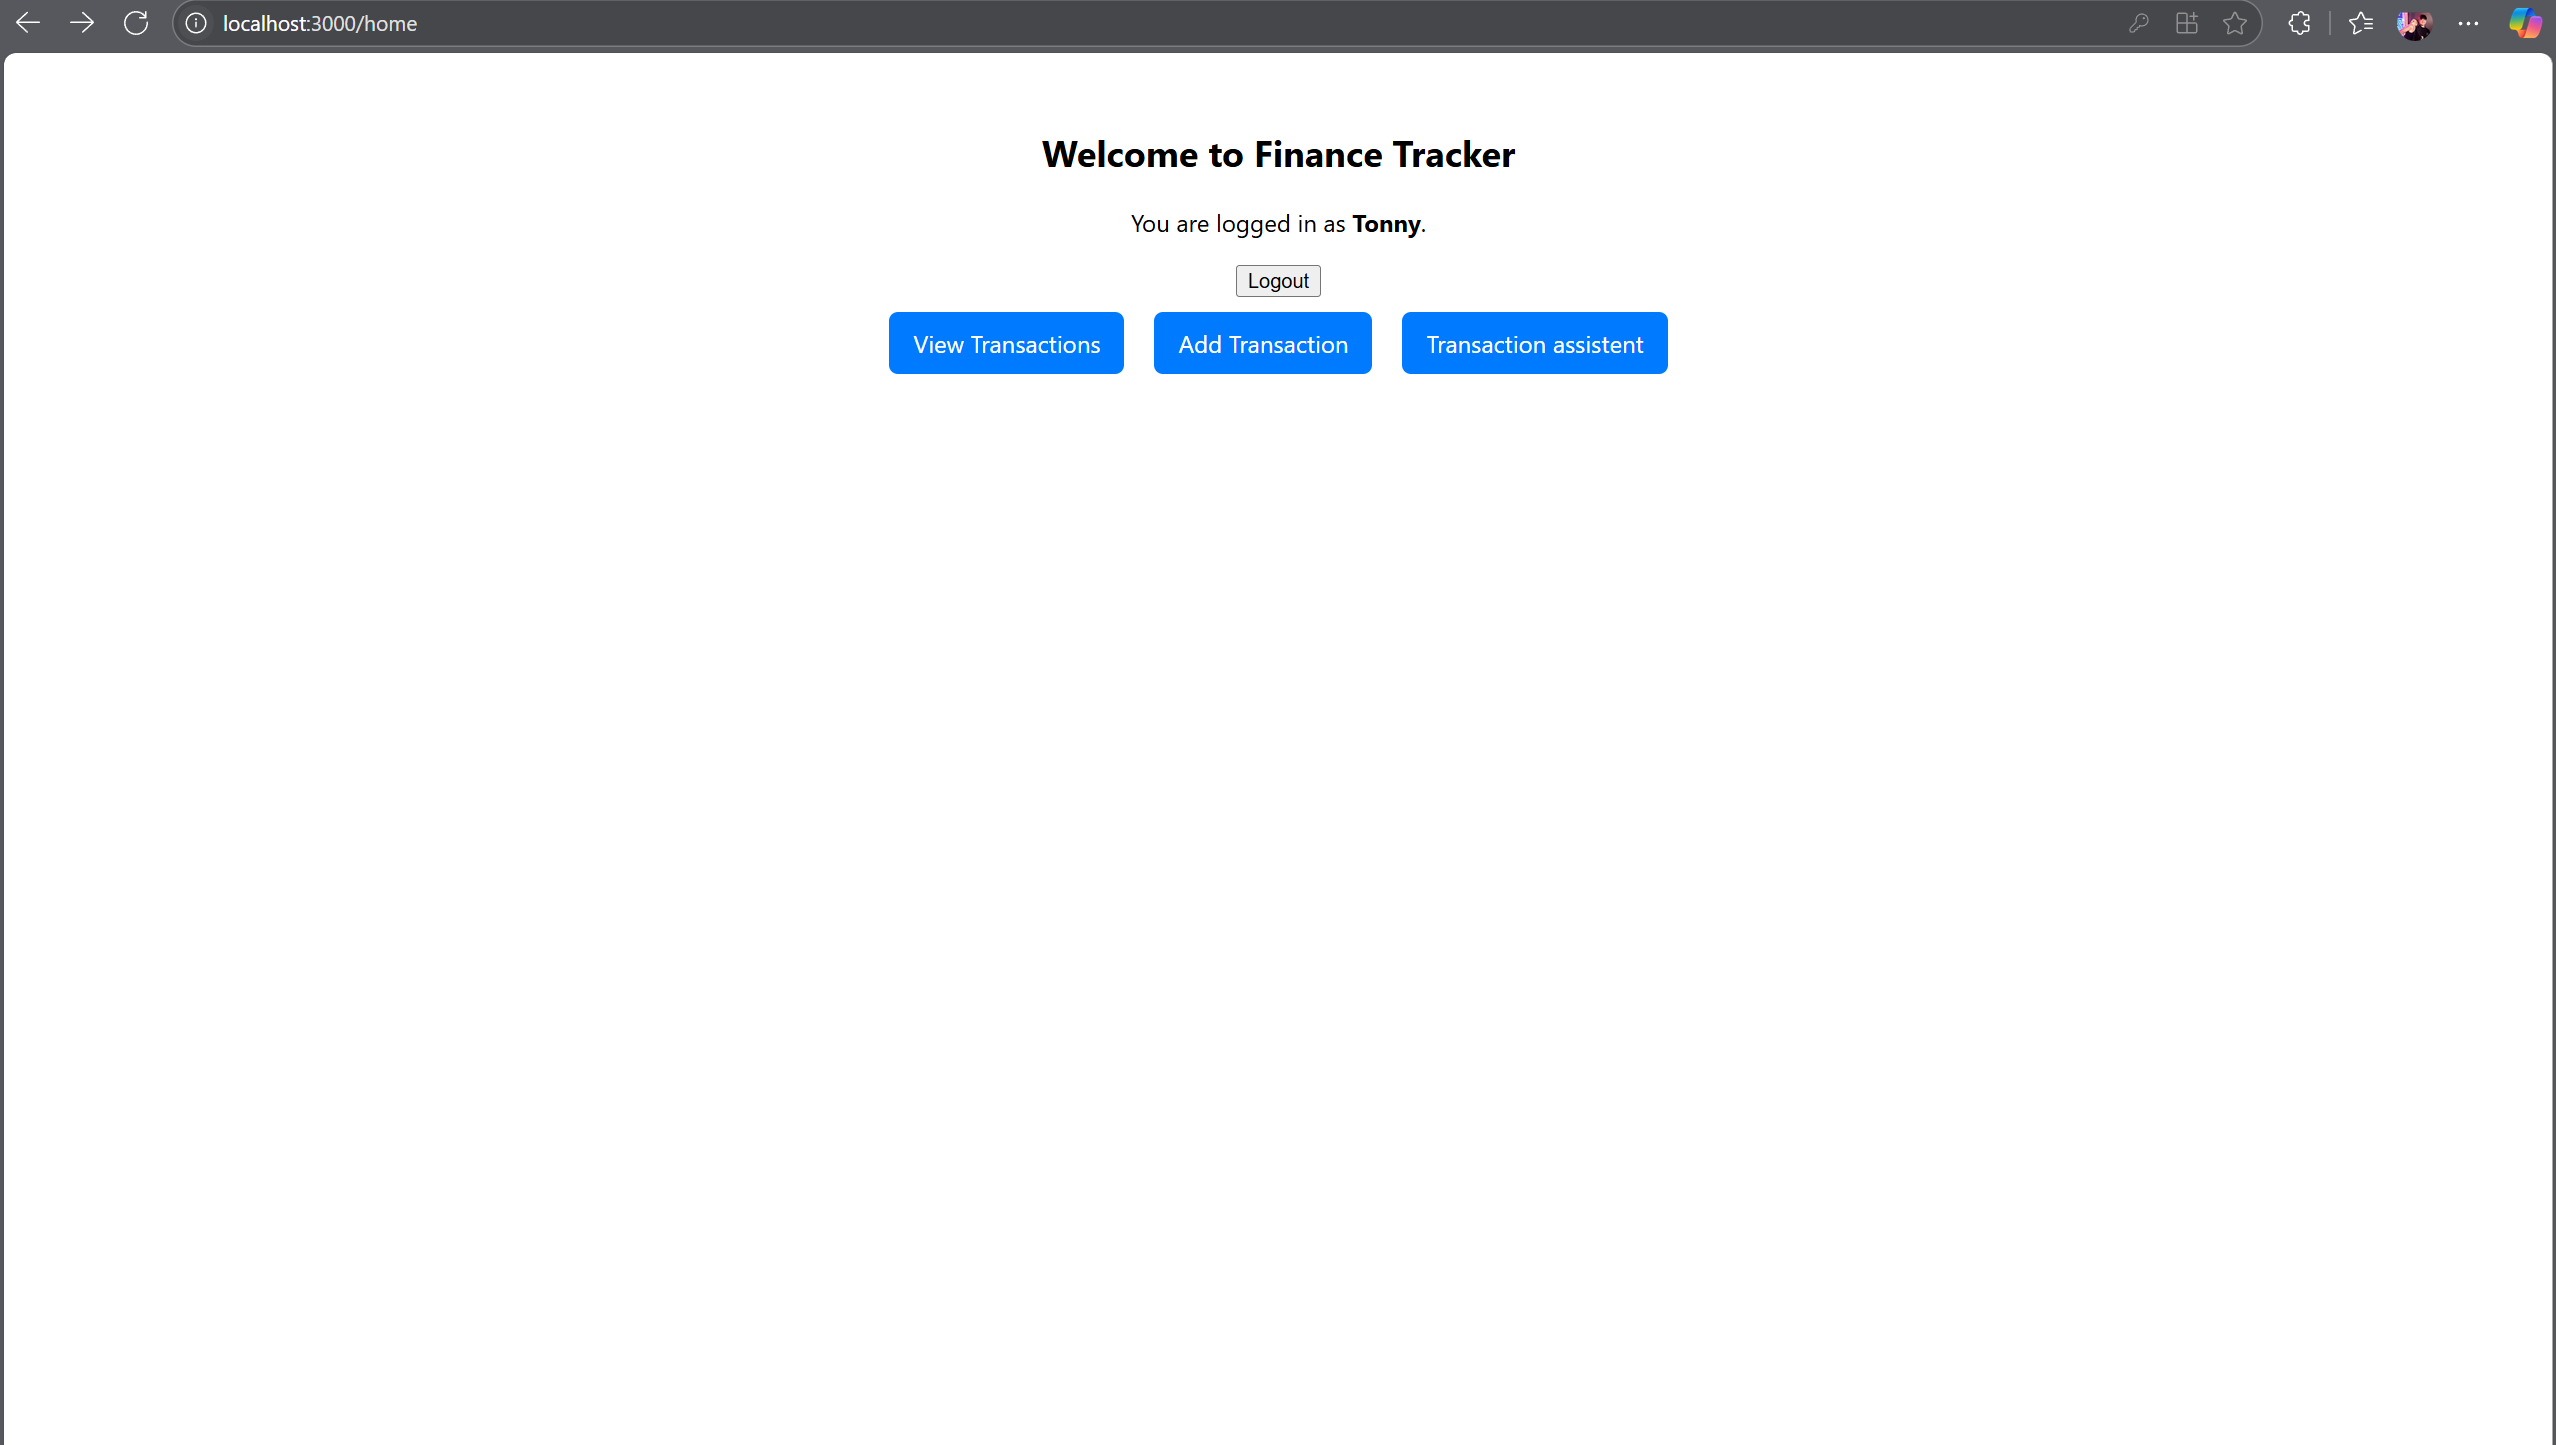 localhost:3000/home
Welcome to Finance Tracker
You are logged in as Tonny.
Logout
View Transactions Add Transaction Transaction assistent